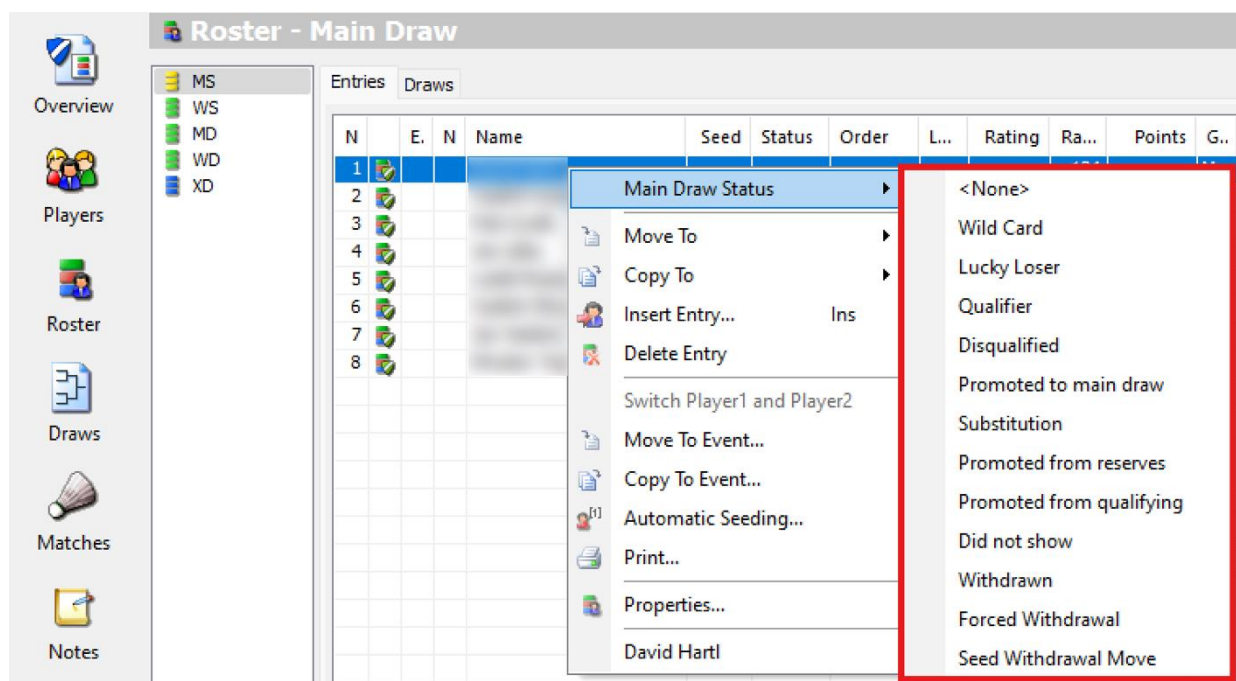 Roster - Main Draw
Overview
Players
Roster
Draws
Matches
Notes
MS
WS
MD
WD
XD
Entries Draws
N E. N Name Seed Status Order L... Rating Ra... Points G..
1
2
3
4
5
6
7
8
Main Draw Status
Move To
Copy To
Insert Entry... Ins
Delete Entry
Switch Player1 and Player2
Move To Event...
Copy To Event...
[1] Automatic Seeding...
Print...
Properties...
David Hartl
<None>
Wild Card
Lucky Loser
Qualifier
Disqualified
Promoted to main draw
Substitution
Promoted from reserves
Promoted from qualifying
Did not show
Withdrawn
Forced Withdrawal
Seed Withdrawal Move